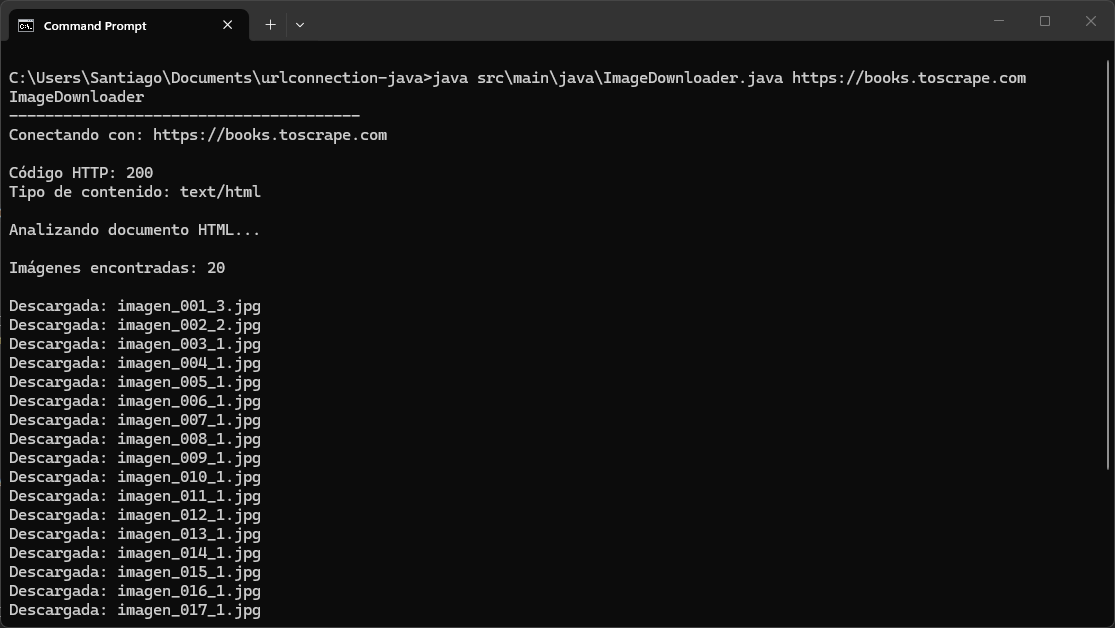 Command Prompt
C:\Users\Santiago\Documents\urlconnection-java>java src\main\java\ImageDownloader.java https://books.toscrape.com
ImageDownloader
---------------------------------------
Conectando con: https://books.toscrape.com
Código HTTP: 200
Tipo de contenido: text/html
Analizando documento HTML...
Imágenes encontradas: 20
Descargada: imagen_001_3.jpg
Descargada: imagen_002_2.jpg
Descargada: imagen_003_1.jpg
Descargada: imagen_004_1.jpg
Descargada: imagen_005_1.jpg
Descargada: imagen_006_1.jpg
Descargada: imagen_007_1.jpg
Descargada: imagen_008_1.jpg
Descargada: imagen_009_1.jpg
Descargada: imagen_010_1.jpg
Descargada: imagen_011_1.jpg
Descargada: imagen_012_1.jpg
Descargada: imagen_013_1.jpg
Descargada: imagen_014_1.jpg
Descargada: imagen_015_1.jpg
Descargada: imagen_016_1.jpg
Descargada: imagen_017_1.jpg